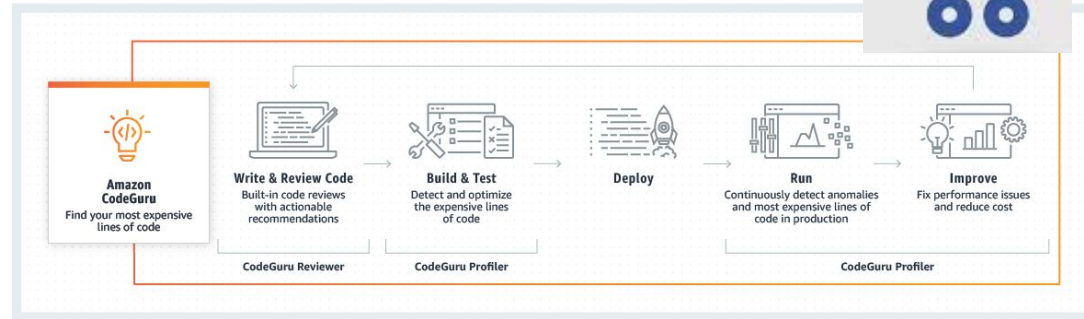 Amazon
CodeGuru
Find your most expensive
lines of code
Write & Review Code
Built-in code reviews
with actionable
recommendations
CodeGuru Reviewer
Build & Test
Detect and optimize
the expensive lines
of code
CodeGuru Profiler
Deploy
Run
Continuously detect anomalies
and most expensive lines of
code in production
Improve
Fix performance issues
and reduce cost
CodeGuru Profiler